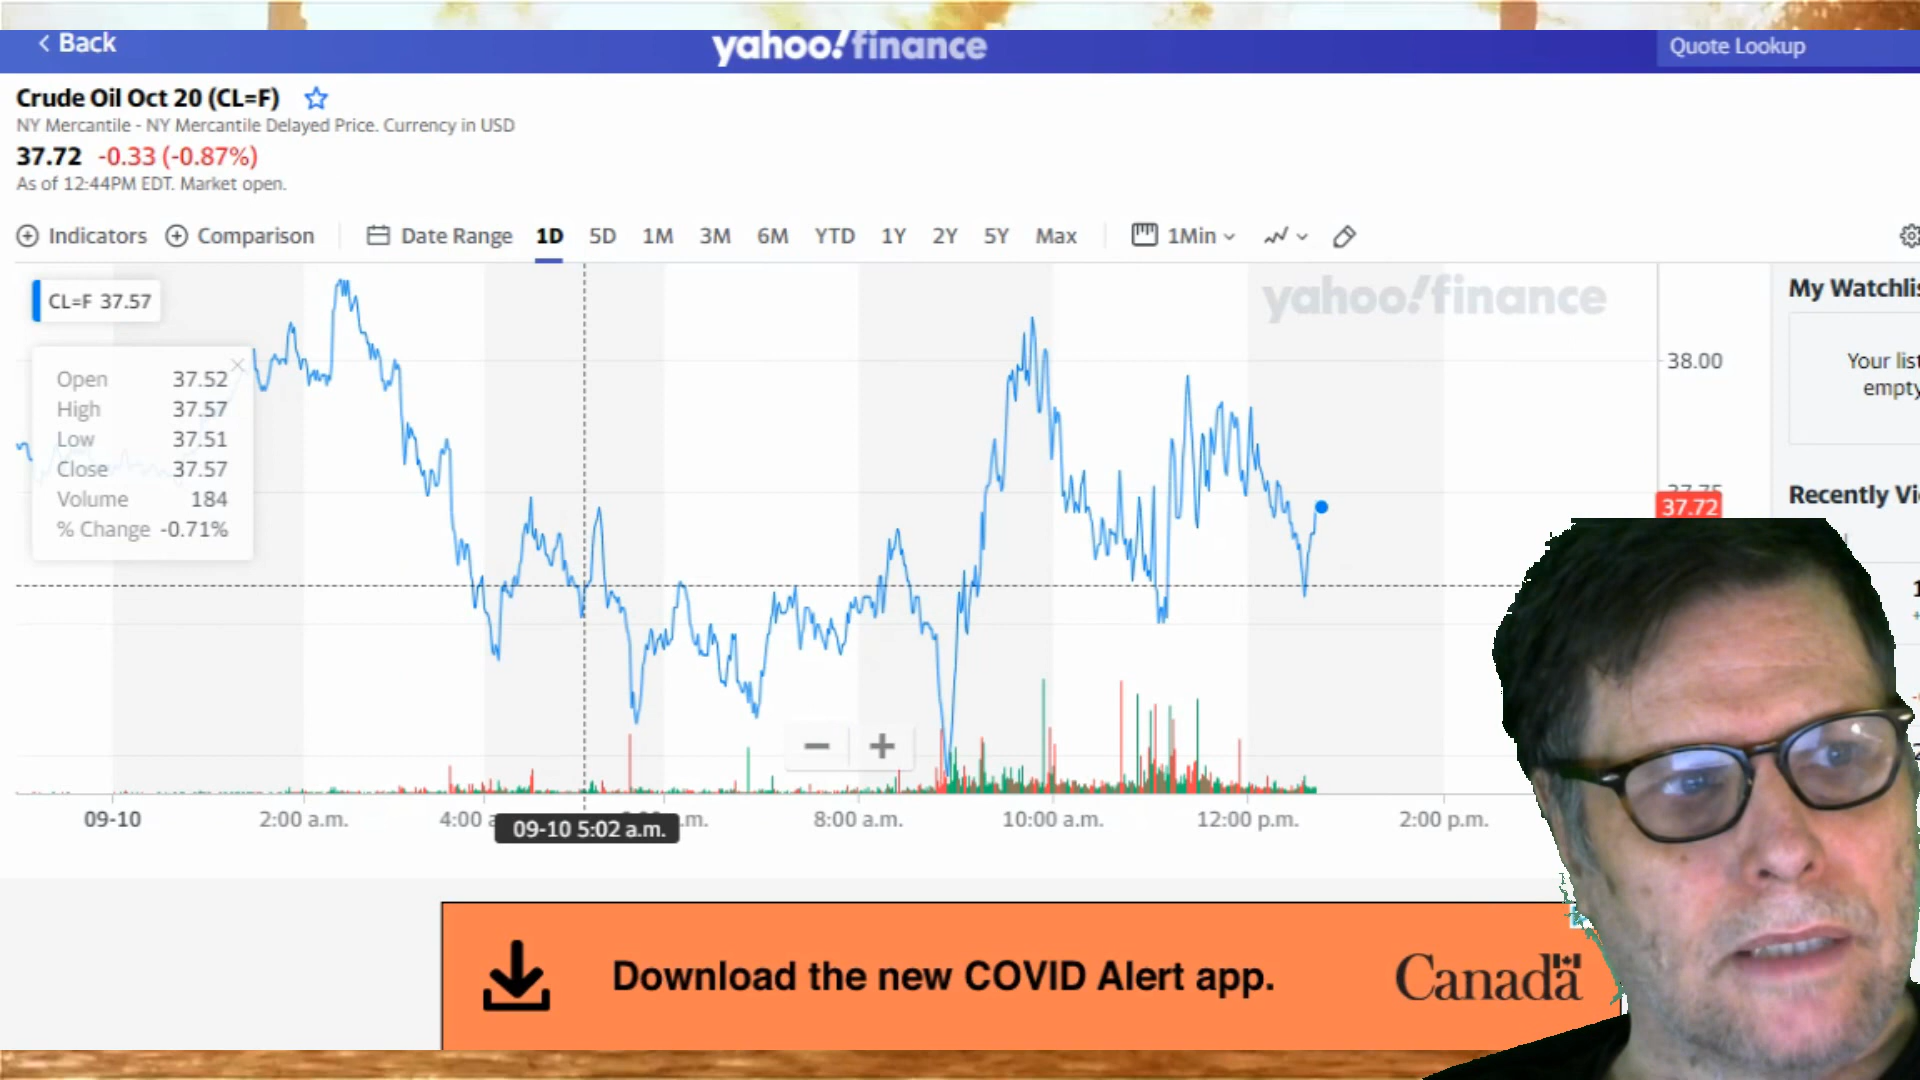 Back
yahoo!finance
Quote Lookup
Crude Oil Oct 20 (CL=F)
NY Mercantile - NY Mercantile Delayed Price. Currency in USD
37.72 -0.33 (-0.87%)
As of 12:44PM EDT. Market open.
Indicators Comparison Date Range 1D 5D 1M 3M 6M YTD 1Y 2Y 5Y Max 1Min
CL=F 37.57
yahoo!finance
My Watchlis
Open 37.52
High 37.57
Low 37.51
Close 37.57
Volume 184
% Change -0.71%
38.00
Your list
empty
37.75
37.72
Recently Vi
09-10 2:00 a.m. 4:00 a .m. 8:00 a.m. 10:00 a.m. 12:00 p.m. 2:00 p.m.
09-10 5:02 a.m.
Download the new COVID Alert app.
Canada